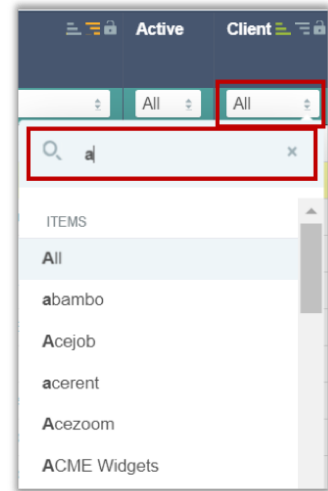 Active Client
All All
a ×
ITEMS
All
abambo
Acejob
acerent
Acezoom
ACME Widgets